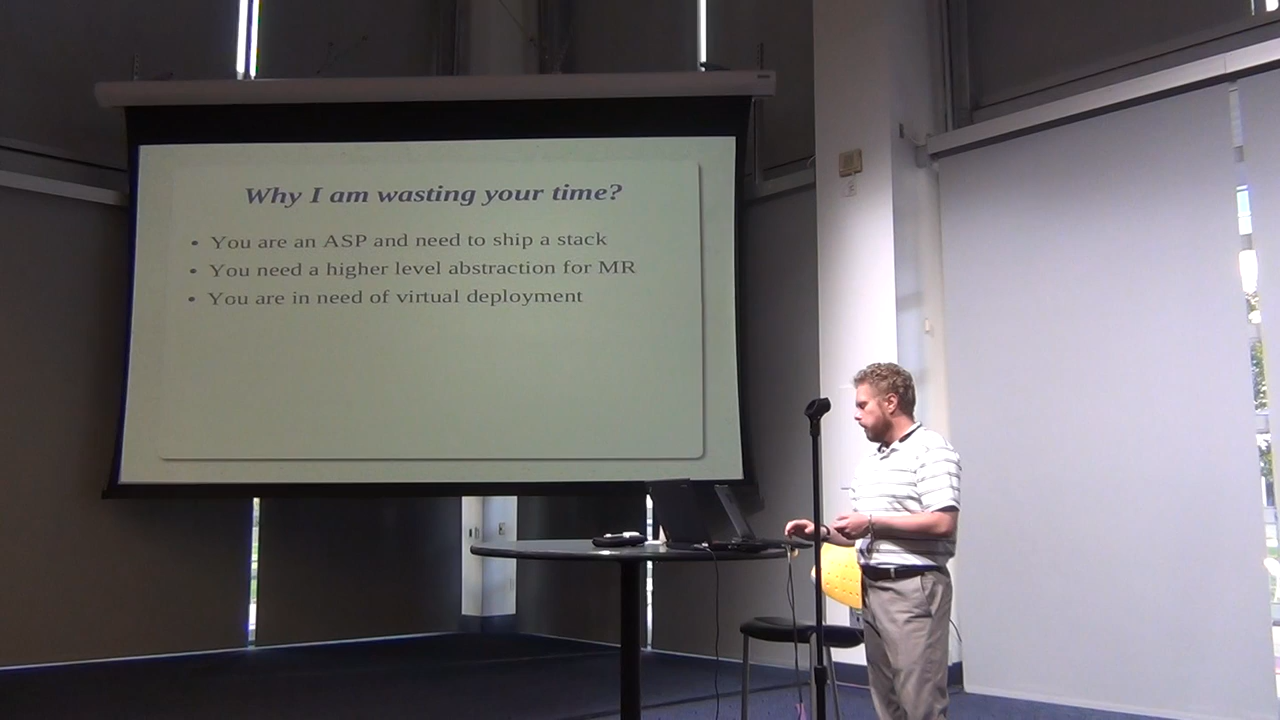 Why I am wasting your time?
• You are an ASP and need to ship a stack
• You need a higher level abstraction for MR
• You are in need of virtual deployment